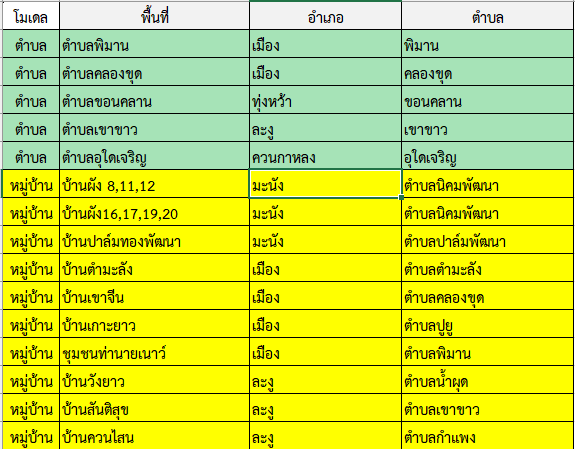 โมเดล พื้นที่ อำเภอ ตำบล
ตำบล ตำบลพิมาน เมือง พิมาน
ตำบล ตำบลคลองขุด เมือง คลองขุด
ตำบล ตำบลขอนคลาน ทุ่งหว้า ขอนคลาน
ตำบล ตำบลเขาขาว ละงู เขาขาว
ตำบล ตำบลอุใดเจริญ ควนกาหลง อุใดเจริญ
หมู่บ้าน บ้านผัง 8,11,12 มะนัง ตำบลนิคมพัฒนา
หมู่บ้าน บ้านผัง16,17,19,20 มะนัง ตำบลนิคมพัฒนา
หมู่บ้าน บ้านปาล์มทองพัฒนา มะนัง ตำบลปาล์มพัฒนา
หมู่บ้าน บ้านตำมะลัง เมือง ตำบลตำมะลัง
หมู่บ้าน บ้านเขาจีน เมือง ตำบลคลองขุด
หมู่บ้าน บ้านเกาะยาว เมือง ตำบลปูยู
หมู่บ้าน ชุมชนท่านายเนาว์ เมือง ตำบลพิมาน
หมู่บ้าน บ้านวังยาว ละงู ตำบลน้ำผุด
หมู่บ้าน บ้านสันติสุข ละงู ตำบลเขาขาว
หมู่บ้าน บ้านควนไสน ละงู ตำบลกำแพง